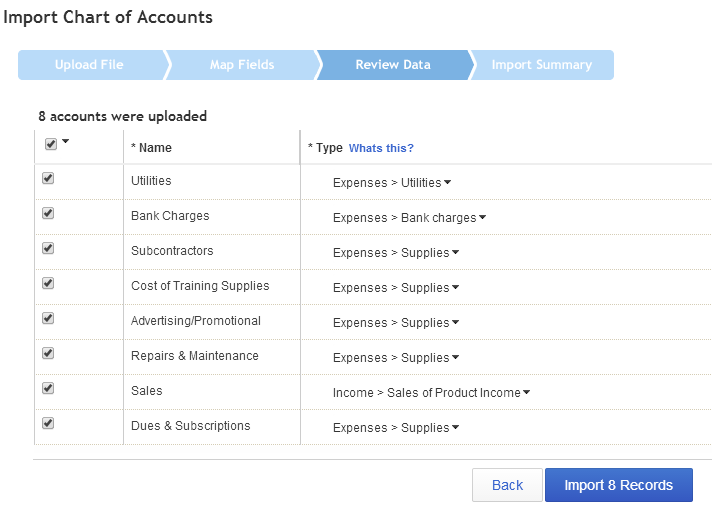 Import Chart of Accounts
Upload File Map Fields Review Data Import Summary
8 accounts were uploaded
* Name * Type Whats this?
Utilities Expenses > Utilities
Bank Charges Expenses > Bank charges
Subcontractors Expenses > Supplies
Cost of Training Supplies Expenses > Supplies
Advertising/Promotional Expenses > Supplies
Repairs & Maintenance Expenses > Supplies
Sales Income > Sales of Product Income
Dues & Subscriptions Expenses > Supplies
Back Import 8 Records